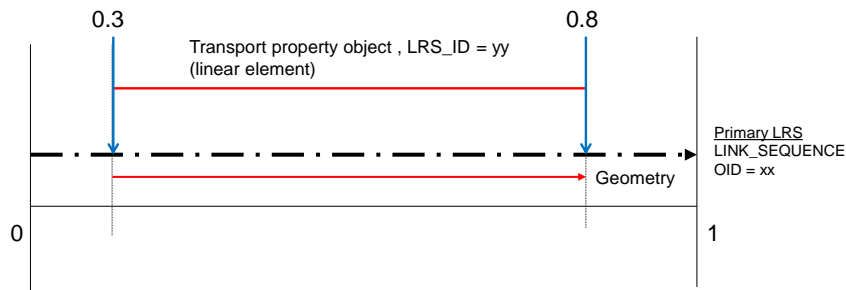 0.3
0.8
Transport property object , LRS_ID = yy
(linear element)
Primary LRS
LINK_SEQUENCE
OID = xx
Geometry
0
1